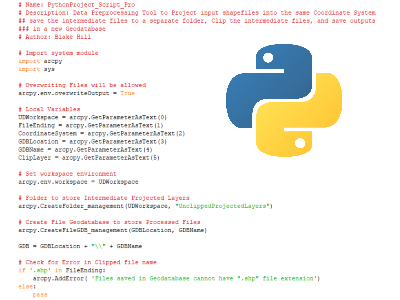 # Name: PythonProject_Script_Pro
# Description: Data Preprocessing Tool to Project input shapefiles into the same Coordinate System
## save the intermediate files to a separate folder, Clip the intermediate files, and save outputs
### in a new Geodatabase
# Author: Blake Hill
# Import system module
import arcpy
import sys
# Overwriting Files will be allowed
arcpy.env.overwriteOutput = True
# Local Variables
UDWorkspace = arcpy.GetParameterAsText(0)
FileEnding = arcpy.GetParameterAsText(1)
CoordinateSystem = arcpy.GetParameterAsText(2)
GDBLocation = arcpy.GetParameterAsText(3)
GDBName = arcpy.GetParameterAsText(4)
ClipLayer = arcpy.GetParameterAsText(5)
# Set workspace environment
arcpy.env.workspace = UDWorkspace
# Folder to store Intermediate Projected Layers
arcpy.CreateFolder_management(UDWorkspace, "UnclippedProjectedLayers")
# Create File Geodatabase to store Processed Files
arcpy.CreateFileGDB_management(GDBLocation, GDBName)
GDB = GDBLocation + "\\" + GDBName
# Check for Error in Clipped file name
if '.shp' in FileEnding:
    arcpy.AddError( 'Files saved in Geodatabase cannot have ".shp" file extension')
else:
    pass